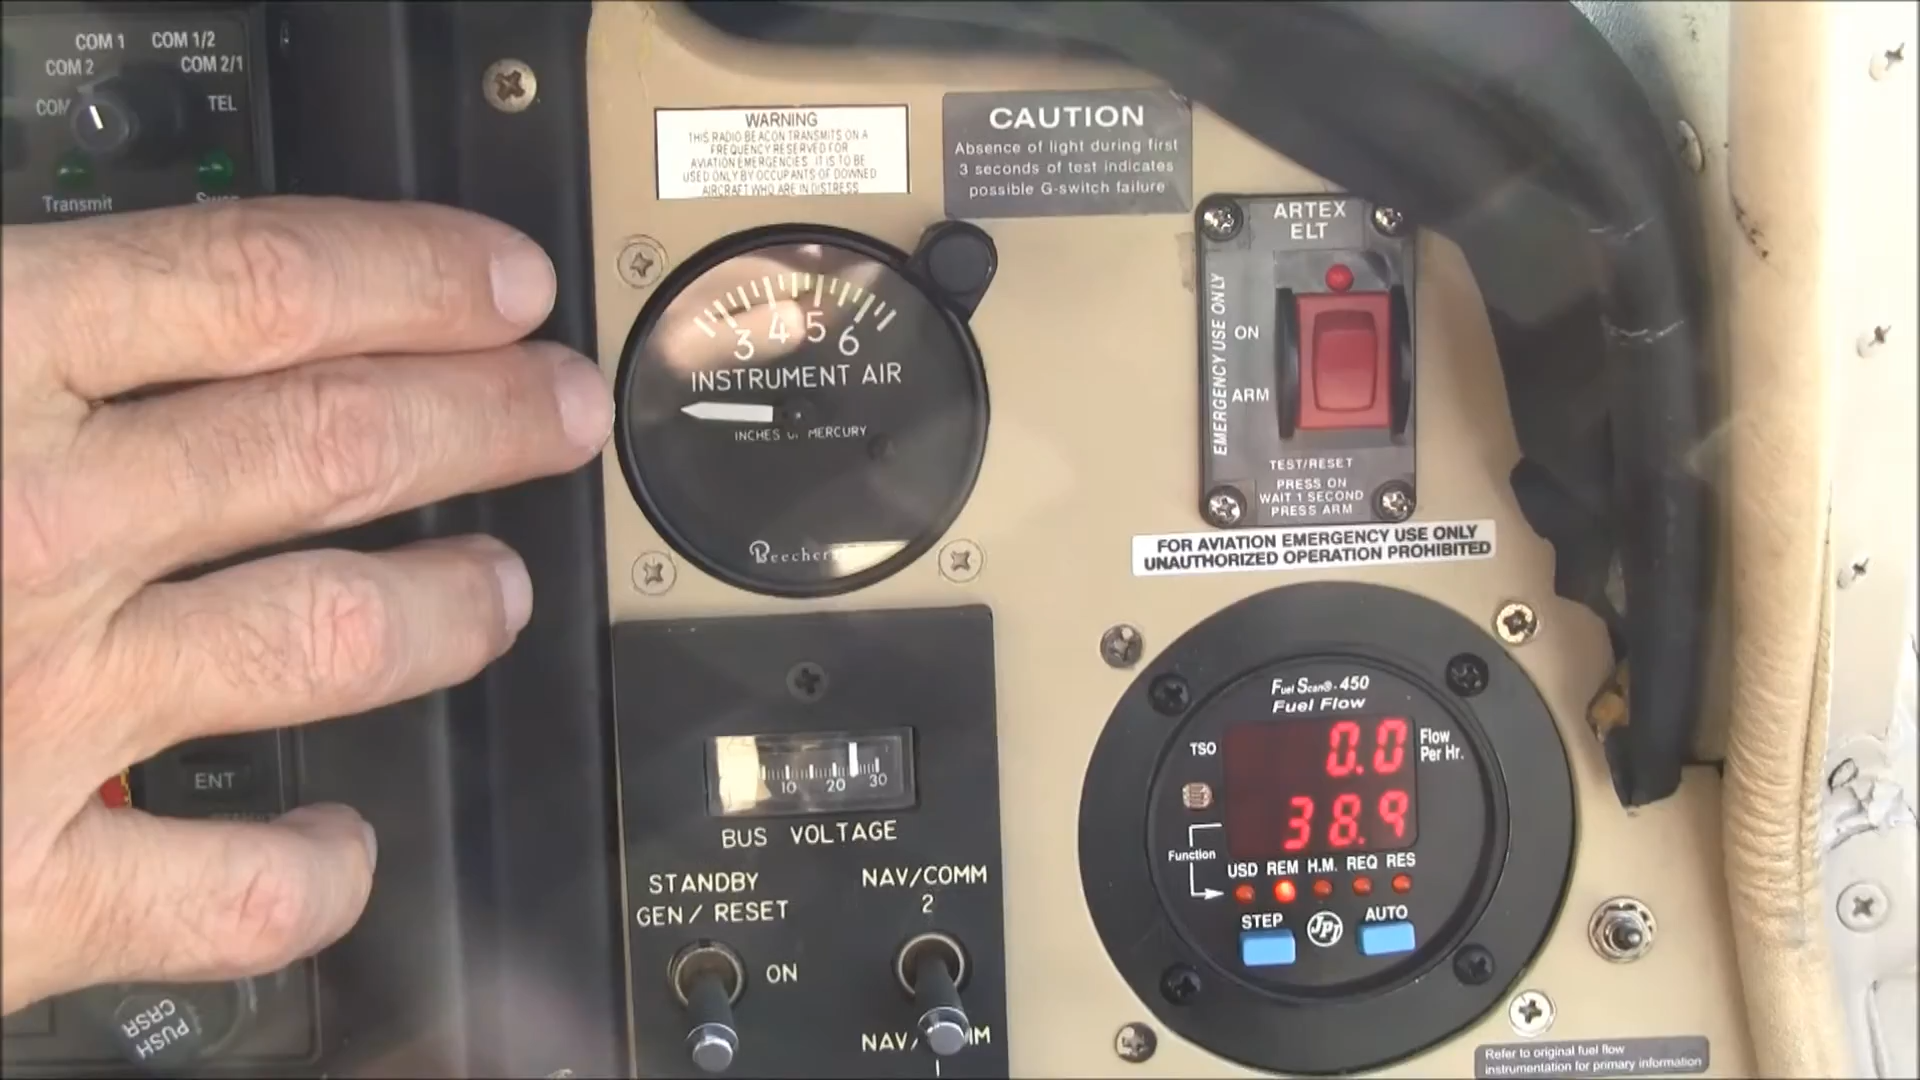 COM 1
COM 1/2
COM 2
COM 2/1
COM
TEL
Transmit
WARNING
THIS RADIO BEACON TRANSMITS ON A
FREQUENCY RESERVED FOR
AVIATION EMERGENCIES. IT IS TO BE
USED ONLY BY OCCUPANTS OF DOWNED
AIRCRAFT WHO ARE IN DISTRESS
CAUTION
Absence of light during first
3 seconds of test indicates
possible G-switch failure
ARTEX
ELT
EMERGENCY USE ONLY
ON
ARM
TEST/RESET
PRESS ON
WAIT 1 SECOND
PRESS ARM
FOR AVIATION EMERGENCY USE ONLY
UNAUTHORIZED OPERATION PROHIBITED
3 4 5 6
INSTRUMENT AIR
INCHES OF MERCURY
10 20 30
BUS VOLTAGE
STANDBY
GEN/RESET
ON
NAV/COMM
2
Fuel Scan®-450
Fuel Flow
TSO
0.0
Flow
Per Hr.
38.9
Function
USD REM H.M. REQ RES
STEP
JPI
AUTO
ENT
PUSH
CRSR
Refer to original fuel flow
instrumentation for primary information